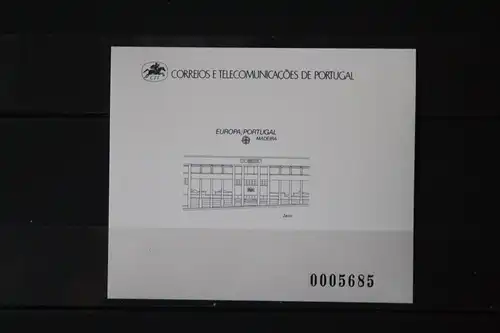 CORREIOS E TELECOMUNICAÇÕES DE PORTUGAL
EUROPA/PORTUGAL
MADEIRA
0005685